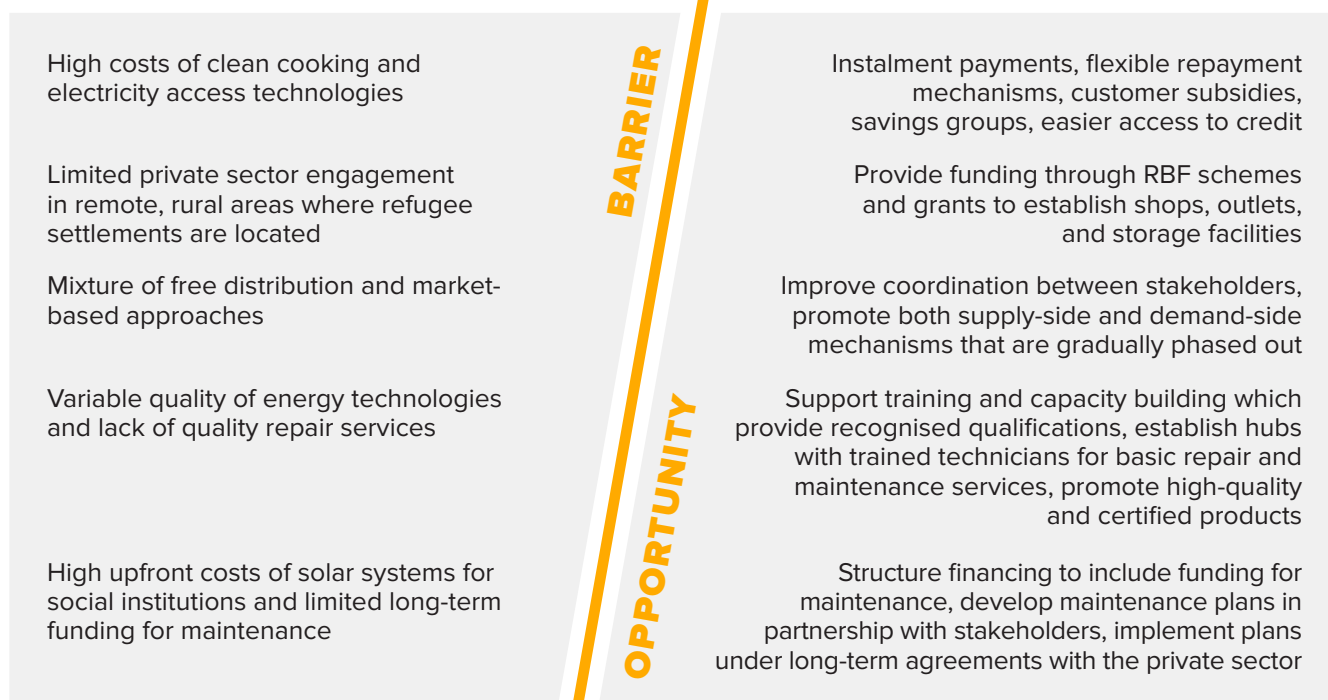 BARRIER
High costs of clean cooking and
electricity access technologies
Limited private sector engagement
in remote, rural areas where refugee
settlements are located
Mixture of free distribution and market-
based approaches
Variable quality of energy technologies
and lack of quality repair services
High upfront costs of solar systems for
social institutions and limited long-term
funding for maintenance
OPPORTUNITY
Instalment payments, flexible repayment
mechanisms, customer subsidies,
savings groups, easier access to credit
Provide funding through RBF schemes
and grants to establish shops, outlets,
and storage facilities
Improve coordination between stakeholders,
promote both supply-side and demand-side
mechanisms that are gradually phased out
Support training and capacity building which
provide recognised qualifications, establish hubs
with trained technicians for basic repair and
maintenance services, promote high-quality
and certified products
Structure financing to include funding for
maintenance, develop maintenance plans in
partnership with stakeholders, implement plans
under long-term agreements with the private sector